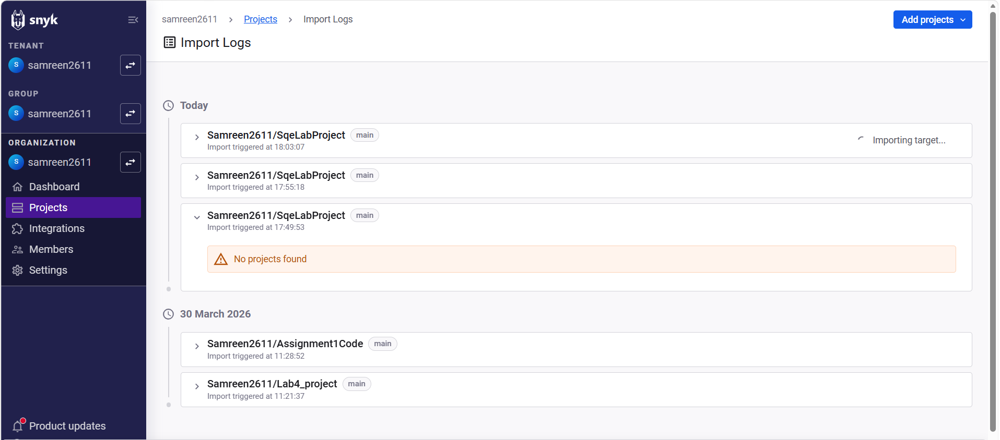 snyk
TENANT
S samreen2611
GROUP
S samreen2611
ORGANIZATION
S samreen2611
Dashboard
Projects
Integrations
Members
Settings
Product updates
samreen2611 > Projects > Import Logs
Add projects
Import Logs
Today
Samreen2611/SqeLabProject main
Import triggered at 18:03:07
Importing target...
Samreen2611/SqeLabProject main
Import triggered at 17:55:18
Samreen2611/SqeLabProject main
Import triggered at 17:49:53
No projects found
30 March 2026
Samreen2611/Assignment1Code main
Import triggered at 11:28:52
Samreen2611/Lab4_project main
Import triggered at 11:21:37